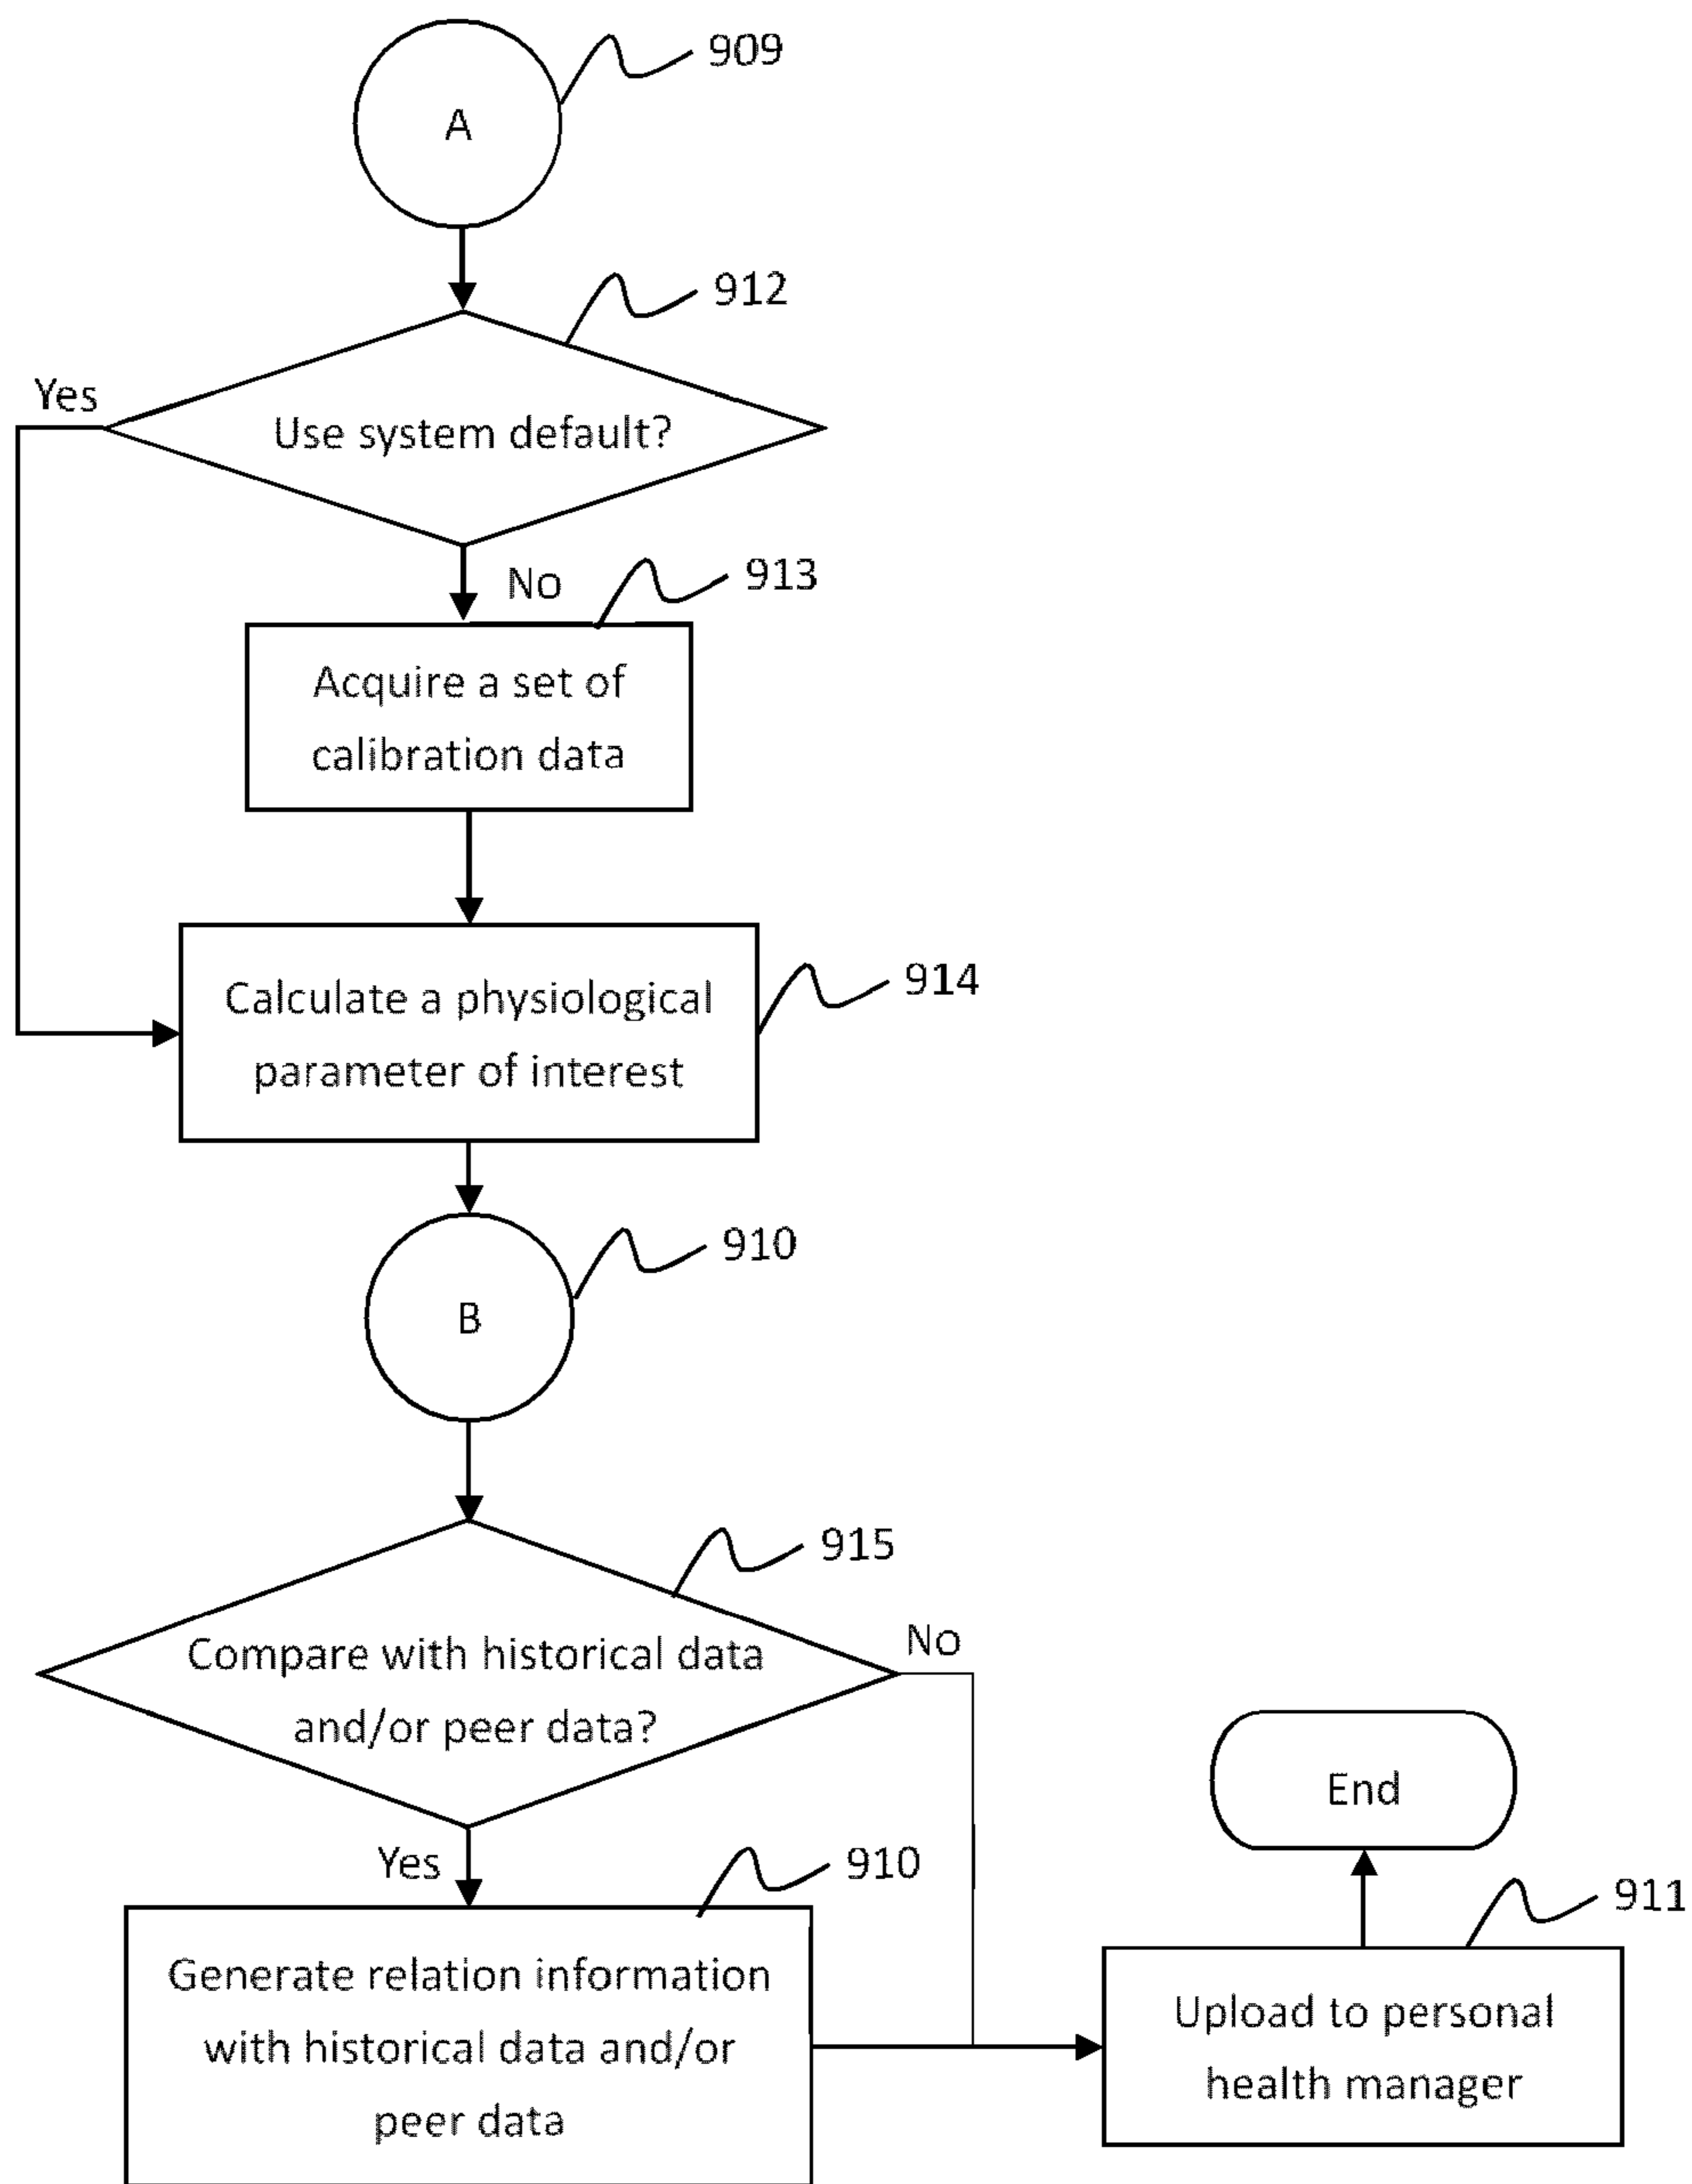 909
A
912
Yes
Use system default?
No
913
Acquire a set of
calibration data
914
Calculate a physiological
parameter of interest
910
B
915
No
Compare with historical data
and/or peer data?
End
Yes
910
911
Generate relation information
with historical data and/or
peer data
Upload to personal
health manager